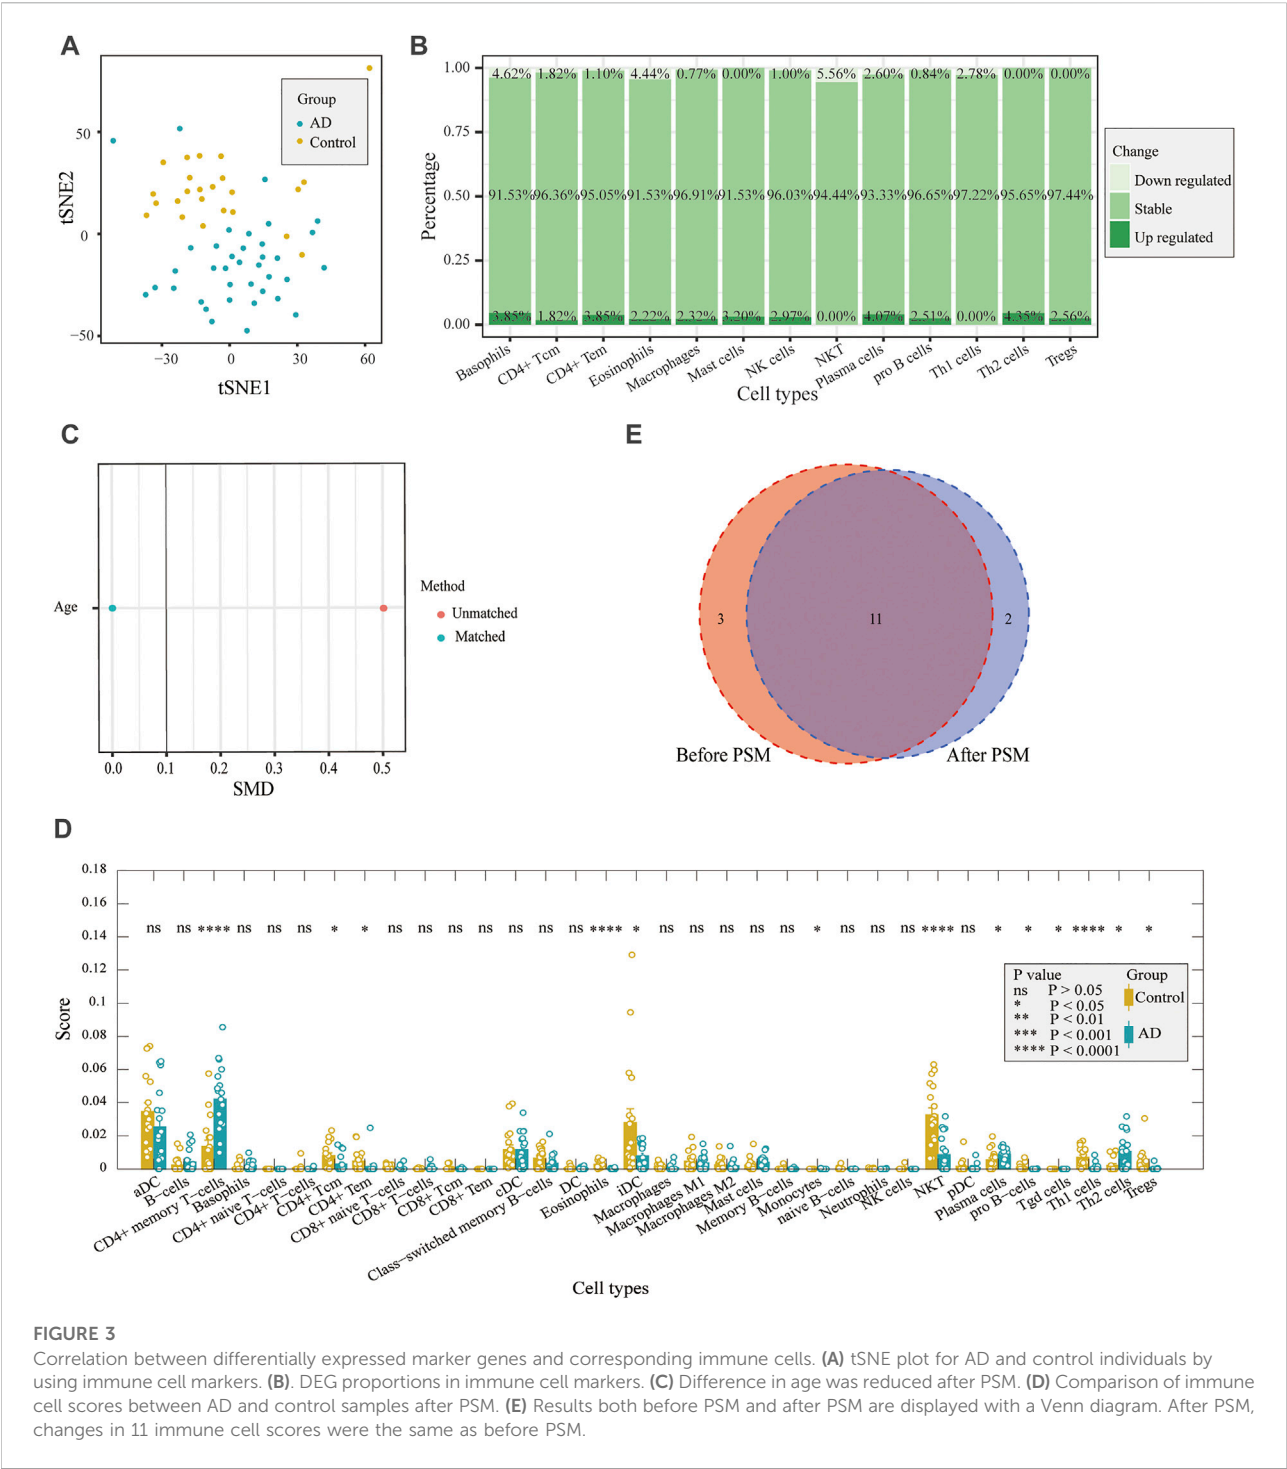 A
Group
AD
Control
50
0
−50
tSNE2
−30
0
30
60
tSNE1
B
1.00
0.75
0.50
0.25
0.00
Percentage
4.62% 1.82% 1.10% 4.44% 0.77% 0.00% 1.00% 5.56% 2.60% 0.84% 2.78% 0.00% 0.00%
91.53% 96.36% 95.05% 91.53% 96.91% 91.53% 96.03% 94.44% 93.33% 96.65% 97.22% 95.65% 97.44%
3.85% 1.82% 3.85% 2.22% 2.32% 3.20% 2.97% 0.00% 4.07% 2.51% 0.00% 4.35% 2.56%
Basophils
CD4+ Tcm
CD4+ Tem
Eosinophils
Macrophages
Mast cells
NK cells
NKT
Plasma cells
pro B cells
Th1 cells
Th2 cells
Tregs
Cell types
Change
Down regulated
Stable
Up regulated
C
Age
0.0 0.1 0.2 0.3 0.4 0.5
SMD
Method
Unmatched
Matched
E
3
11
2
Before PSM
After PSM
D
0.18
0.16
0.14
0.12
0.1
0.08
0.06
0.04
0.02
0
Score
ns ns **** ns ns ns * * ns ns ns ns ns ns ns **** * ns ns ns ns ns * ns ns ns **** ns * * * **** * *
P value
ns P > 0.05
* P < 0.05
** P < 0.01
*** P < 0.001
**** P < 0.0001
Group
Control
AD
aDC
B−cells
CD4+ memory T−cells
Basophils
CD4+ naive T−cells
CD4+ T−cells
CD4+ Tcm
CD4+ Tem
CD8+ naive T−cells
CD8+ T−cells
CD8+ Tcm
CD8+ Tem
cDC
Class−switched memory B−cells
DC
Eosinophils
iDC
Macrophages
Macrophages M1
Macrophages M2
Mast cells
Memory B−cells
Monocytes
naive B−cells
Neutrophils
NK cells
NKT
pDC
Plasma cells
pro B−cells
Tgd cells
Th1 cells
Th2 cells
Tregs
Cell types
FIGURE 3
Correlation between differentially expressed marker genes and corresponding immune cells. (A) tSNE plot for AD and control individuals by
using immune cell markers. (B). DEG proportions in immune cell markers. (C) Difference in age was reduced after PSM. (D) Comparison of immune
cell scores between AD and control samples after PSM. (E) Results both before PSM and after PSM are displayed with a Venn diagram. After PSM,
changes in 11 immune cell scores were the same as before PSM.